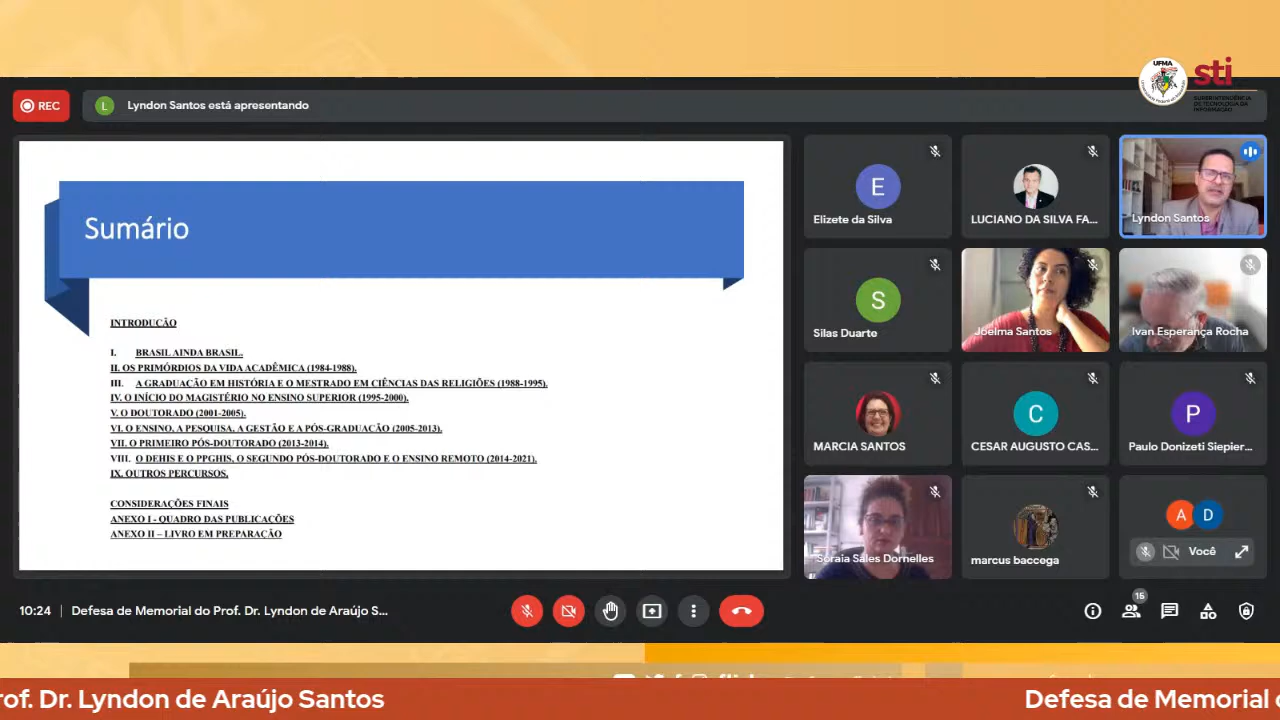 UFMA
sti
SUPERINTENDÊNCIA
DE TECNOLOGIA DA
INFORMAÇÃO
REC
L
Lyndon Santos está apresentando
Sumário
INTRODUÇÃO
I. BRASIL AINDA BRASIL.
II. OS PRIMÓRDIOS DA VIDA ACADÊMICA (1984-1988).
III. A GRADUAÇÃO EM HISTÓRIA E O MESTRADO EM CIÊNCIAS DAS RELIGIÕES (1988-1995).
IV. O INÍCIO DO MAGISTÉRIO NO ENSINO SUPERIOR (1995-2000).
V. O DOUTORADO (2001-2005).
VI. O ENSINO, A PESQUISA, A GESTÃO E A PÓS-GRADUAÇÃO (2005-2013).
VII. O PRIMEIRO PÓS-DOUTORADO (2013-2014).
VIII. O DEHIS E O PPGHIS, O SEGUNDO PÓS-DOUTORADO E O ENSINO REMOTO (2014-2021).
IX. OUTROS PERCURSOS.
CONSIDERAÇÕES FINAIS
ANEXO I - QUADRO DAS PUBLICAÇÕES
ANEXO II – LIVRO EM PREPARAÇÃO
E
Elizete da Silva
LUCIANO DA SILVA FA...
Lyndon Santos
S
Silas Duarte
Joelma Santos
Ivan Esperança Rocha
MARCIA SANTOS
C
CESAR AUGUSTO CAS...
P
Paulo Donizeti Siepier...
Soraia Sales Dornelles
marcus baccega
A D
Você
10:24 | Defesa de Memorial do Prof. Dr. Lyndon de Araújo S...
15
rof. Dr. Lyndon de Araújo Santos
Defesa de Memorial